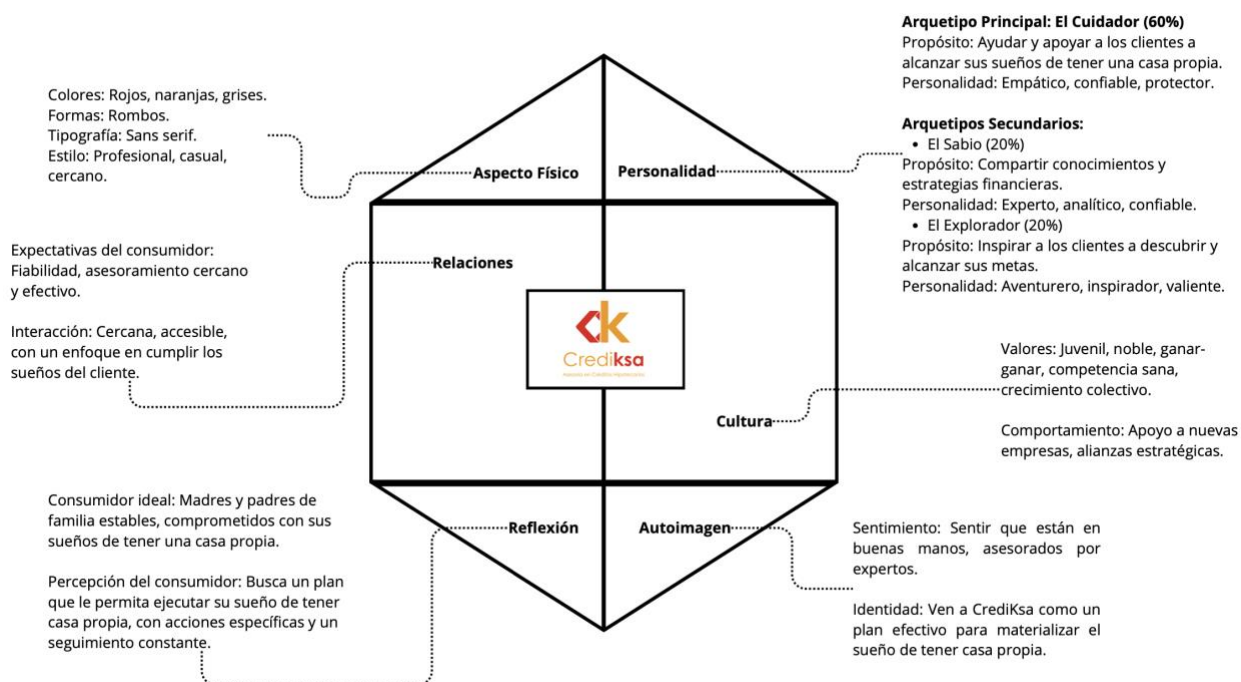 Colores: Rojos, naranjas, grises.
Formas: Rombos.
Tipografía: Sans serif.
Estilo: Profesional, casual,
cercano.
Aspecto Físico
Arquetipo Principal: El Cuidador (60%)
Propósito: Ayudar y apoyar a los clientes a
alcanzar sus sueños de tener una casa propia.
Personalidad: Empático, confiable, protector.
Arquetipos Secundarios:
• El Sabio (20%)
Propósito: Compartir conocimientos y
estrategias financieras.
Personalidad: Experto, analítico, confiable.
• El Explorador (20%)
Propósito: Inspirar a los clientes a descubrir y
alcanzar sus metas.
Personalidad: Aventurero, inspirador, valiente.
Personalidad
Expectativas del consumidor:
Fiabilidad, asesoramiento cercano
y efectivo.
Interacción: Cercana, accesible,
con un enfoque en cumplir los
sueños del cliente.
Relaciones
ck
Crediksa
Asesoría en Créditos Hipotecarios
Valores: Juvenil, noble, ganar-
ganar, competencia sana,
crecimiento colectivo.
Comportamiento: Apoyo a nuevas
empresas, alianzas estratégicas.
Cultura
Consumidor ideal: Madres y padres de
familia estables, comprometidos con sus
sueños de tener una casa propia.
Percepción del consumidor: Busca un plan
que le permita ejecutar su sueño de tener
casa propia, con acciones específicas y un
seguimiento constante.
Reflexión
Autoimagen
Sentimiento: Sentir que están en
buenas manos, asesorados por
expertos.
Identidad: Ven a CrediKsa como un
plan efectivo para materializar el
sueño de tener casa propia.